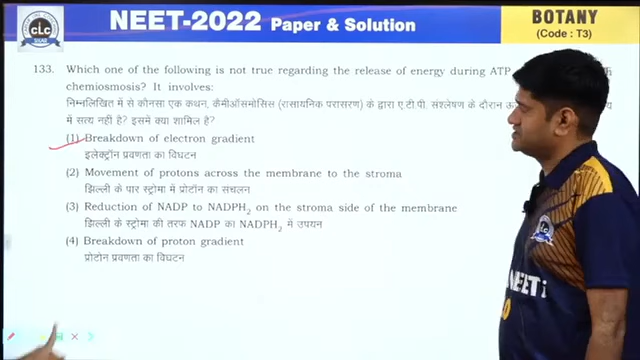 NEET-2022 Paper & Solution
BOTANY
(Code : T3)
CLC
SIKAR
133. Which one of the following is not true regarding the release of energy during ATP
chemiosmosis? It involves:
निम्नलिखित में से कौनसा एक कथन, कैमीऑसमोसिस (रासायनिक परासरण) के द्वारा ए.टी.पी. संश्लेषण के दौरान
में सत्य नहीं है? इसमें क्या शामिल है?
(1) Breakdown of electron gradient
इलेक्ट्रॉन प्रवणता का विघटन
(2) Movement of protons across the membrane to the stroma
झिल्ली के पार स्ट्रोमा में प्रोटॉन का संचलन
(3) Reduction of NADP to NADPH₂ on the stroma side of the membrane
झिल्ली के स्ट्रोमा की तरफ NADP का NADPH₂ में उपयन
(4) Breakdown of proton gradient
प्रोटोन प्रवणता का विघटन